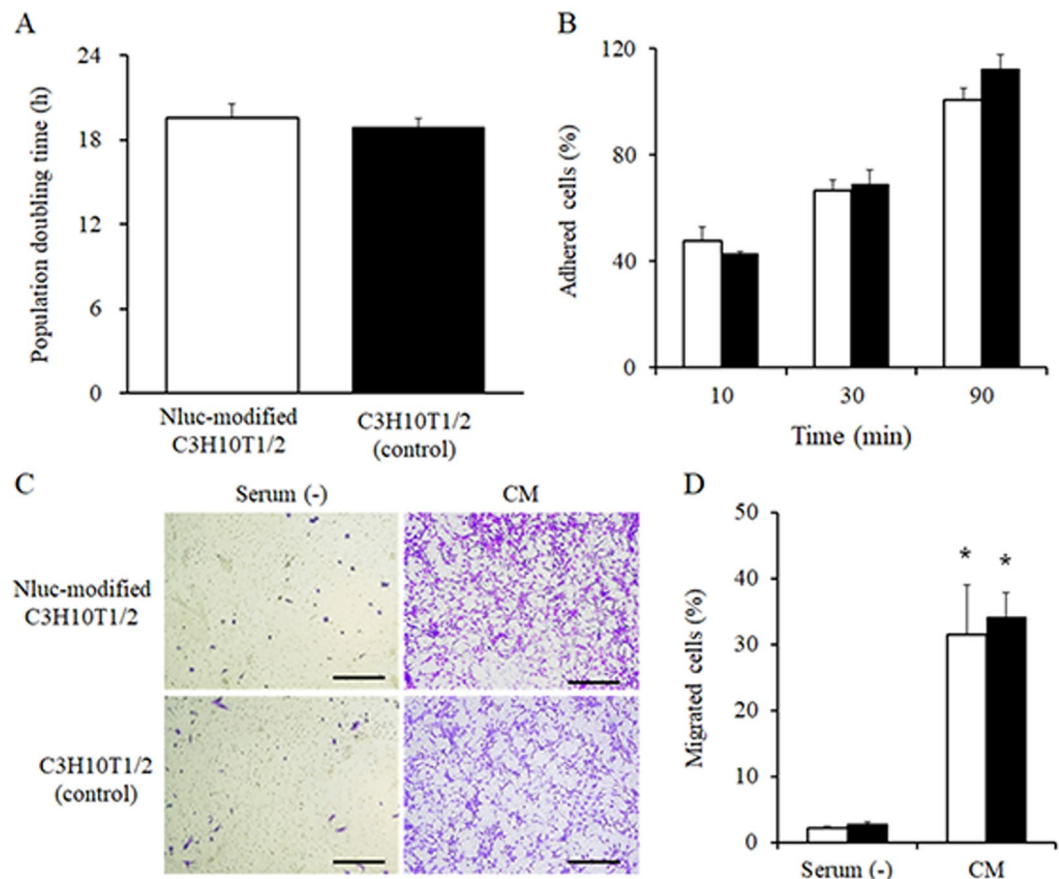 A
Population doubling time (h)
24
18
12
6
0
Nluc-modified
C3H10T1/2
C3H10T1/2
(control)
B
Adhered cells (%)
120
80
40
0
10
30
90
Time (min)
C
Serum (-)
CM
Nluc-modified
C3H10T1/2
C3H10T1/2
(control)
D
Migrated cells (%)
50
40
30
20
10
0
*
*
Serum (-)
CM